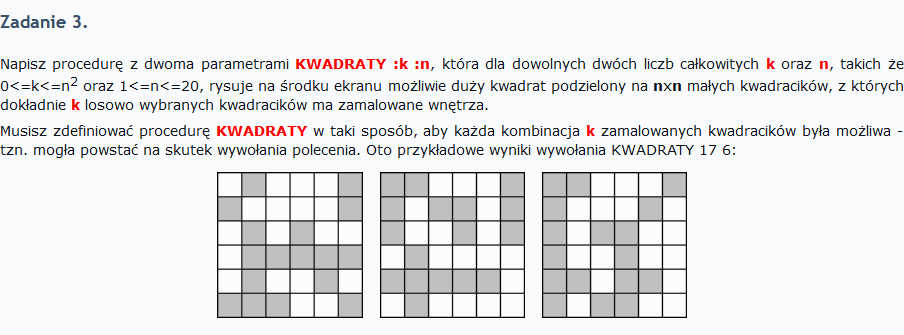 Zadanie 3.
Napisz procedurę z dwoma parametrami KWADRATY :k :n, która dla dowolnych dwóch liczb całkowitych k oraz n, takich że
0<=k<=n² oraz 1<=n<=20, rysuje na środku ekranu możliwie duży kwadrat podzielony na nxn małych kwadracików, z których
dokładnie k losowo wybranych kwadracików ma zamalowane wnętrza.
Musisz zdefiniować procedurę KWADRATY w taki sposób, aby każda kombinacja k zamalowanych kwadracików była możliwa -
tzn. mogła powstać na skutek wywołania polecenia. Oto przykładowe wyniki wywołania KWADRATY 17 6: